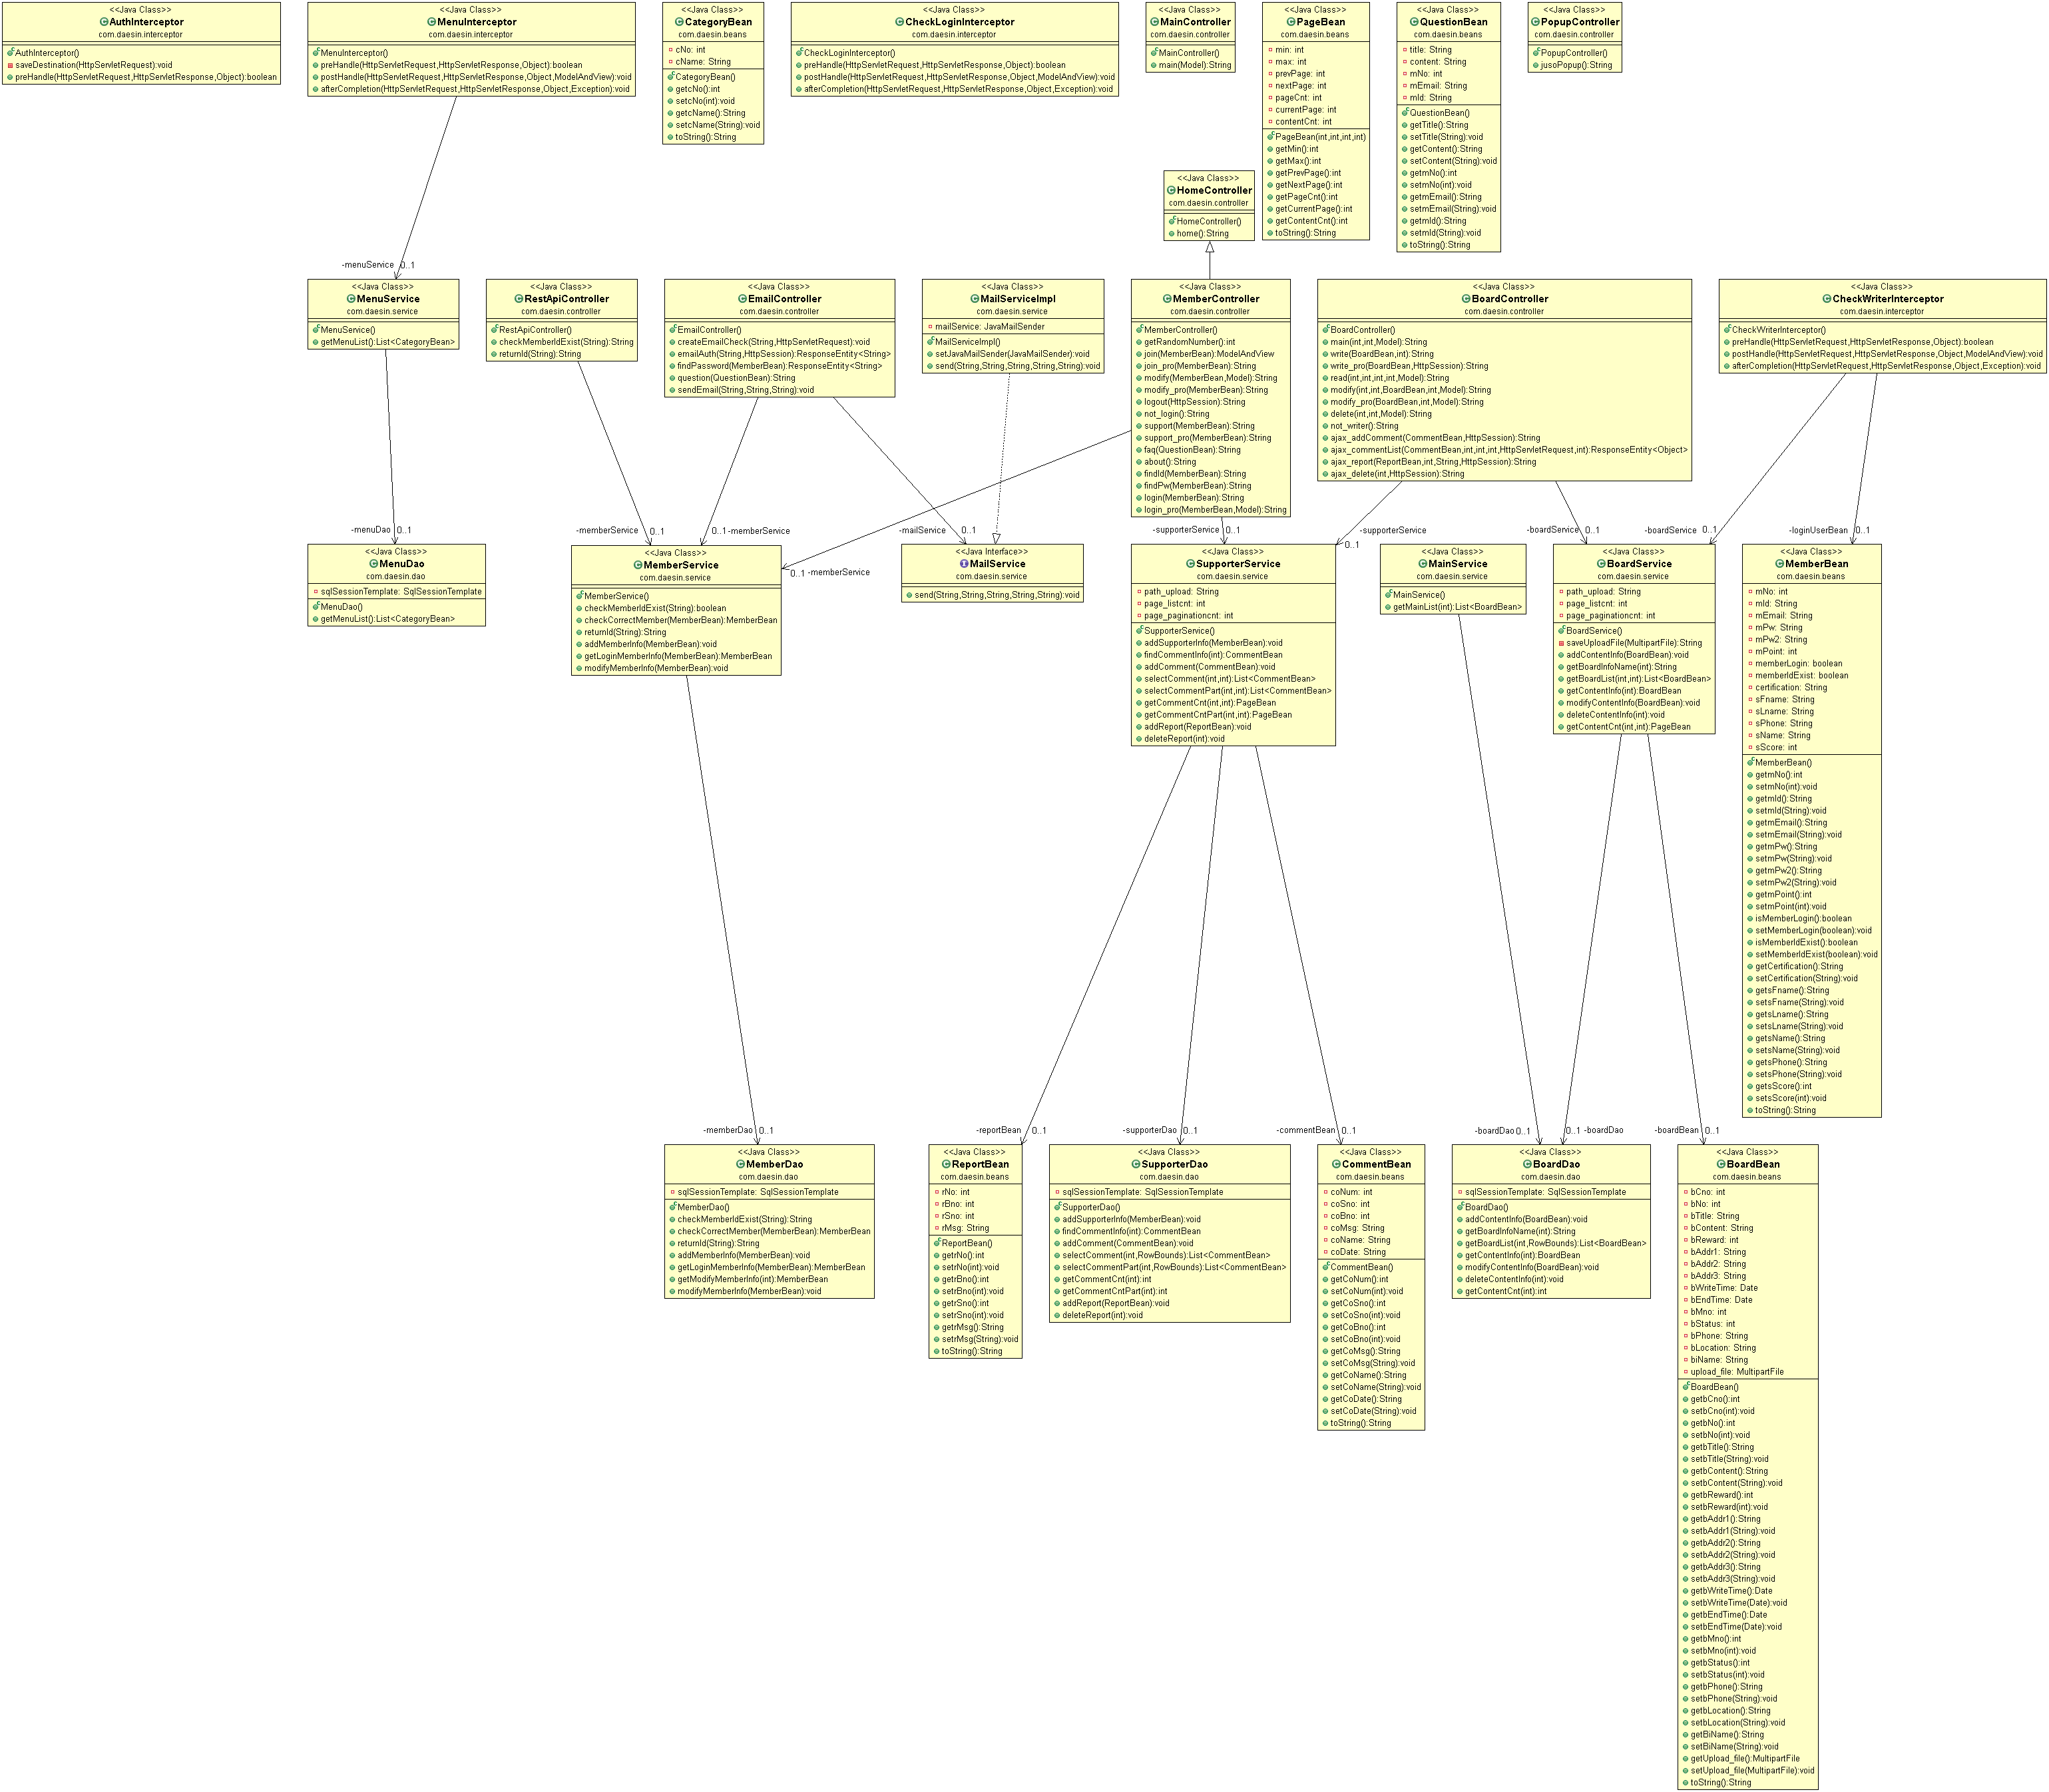 <<Java Class>>
AuthInterceptor
com.daesin.interceptor
AuthInterceptor()
saveDestination(HttpServletRequest):void
preHandle(HttpServletRequest,HttpServletResponse,Object):boolean
<<Java Class>>
MenuInterceptor
com.daesin.interceptor
MenuInterceptor()
preHandle(HttpServletRequest,HttpServletResponse,Object):boolean
postHandle(HttpServletRequest,HttpServletResponse,Object,ModelAndView):void
afterCompletion(HttpServletRequest,HttpServletResponse,Object,Exception):void
<<Java Class>>
CategoryBean
com.daesin.beans
cNo: int
cName: String
CategoryBean()
getcNo():int
setcNo(int):void
getcName():String
setcName(String):void
toString():String
<<Java Class>>
CheckLoginInterceptor
com.daesin.interceptor
CheckLoginInterceptor()
preHandle(HttpServletRequest,HttpServletResponse,Object):boolean
postHandle(HttpServletRequest,HttpServletResponse,Object,ModelAndView):void
afterCompletion(HttpServletRequest,HttpServletResponse,Object,Exception):void
<<Java Class>>
MainController
com.daesin.controller
MainController()
main(Model):String
<<Java Class>>
PageBean
com.daesin.beans
min: int
max: int
prevPage: int
nextPage: int
pageCnt: int
currentPage: int
contentCnt: int
PageBean(int,int,int,int)
getMin():int
getMax():int
getPrevPage():int
getNextPage():int
getPageCnt():int
getCurrentPage():int
getContentCnt():int
toString():String
<<Java Class>>
QuestionBean
com.daesin.beans
title: String
content: String
mNo: int
mEmail: String
mId: String
QuestionBean()
getTitle():String
setTitle(String):void
getContent():String
setContent(String):void
getmNo():int
setmNo(int):void
getmEmail():String
setmEmail(String):void
getmId():String
setmId(String):void
toString():String
<<Java Class>>
PopupController
com.daesin.controller
PopupController()
jusoPopup():String
<<Java Class>>
HomeController
com.daesin.controller
HomeController()
home():String
-menuService 0..1
<<Java Class>>
MenuService
com.daesin.service
MenuService()
getMenuList():List<CategoryBean>
<<Java Class>>
RestApiController
com.daesin.controller
RestApiController()
checkMemberIdExist(String):String
returnId(String):String
<<Java Class>>
EmailController
com.daesin.controller
EmailController()
createEmailCheck(String,HttpServletRequest):void
emailAuth(String,HttpSession):ResponseEntity<String>
findPassword(MemberBean):ResponseEntity<String>
question(QuestionBean):String
sendEmail(String,String,String):void
<<Java Class>>
MailServiceImpl
com.daesin.service
mailService: JavaMailSender
MailServiceImpl()
setJavaMailSender(JavaMailSender):void
send(String,String,String,String,String):void
<<Java Class>>
MemberController
com.daesin.controller
MemberController()
getRandomNumber():int
join(MemberBean):ModelAndView
join_pro(MemberBean):String
modify(MemberBean,Model):String
modify_pro(MemberBean):String
logout(HttpSession):String
not_login():String
support(MemberBean):String
support_pro(MemberBean):String
faq(QuestionBean):String
about():String
findId(MemberBean):String
findPw(MemberBean):String
login(MemberBean):String
login_pro(MemberBean,Model):String
<<Java Class>>
BoardController
com.daesin.controller
BoardController()
main(int,int,Model):String
write(BoardBean,int):String
write_pro(BoardBean,HttpSession):String
read(int,int,int,int,Model):String
modify(int,int,BoardBean,int,Model):String
modify_pro(BoardBean,int,Model):String
delete(int,int,Model):String
not_writer():String
ajax_addComment(CommentBean,HttpSession):String
ajax_commentList(CommentBean,int,int,int,HttpServletRequest,int):ResponseEntity<Object>
ajax_report(ReportBean,int,String,HttpSession):String
ajax_delete(int,HttpSession):String
<<Java Class>>
CheckWriterInterceptor
com.daesin.interceptor
CheckWriterInterceptor()
preHandle(HttpServletRequest,HttpServletResponse,Object):boolean
postHandle(HttpServletRequest,HttpServletResponse,Object,ModelAndView):void
afterCompletion(HttpServletRequest,HttpServletResponse,Object,Exception):void
-menuDao 0..1
-memberService 0..1
0..1 -memberService
-mailService 0..1
0..1 -memberService
-supporterService 0..1
-supporterService
0..1
-boardService 0..1
-boardService 0..1
-loginUserBean 0..1
<<Java Class>>
MenuDao
com.daesin.dao
sqlSessionTemplate: SqlSessionTemplate
MenuDao()
getMenuList():List<CategoryBean>
<<Java Class>>
MemberService
com.daesin.service
MemberService()
checkMemberIdExist(String):boolean
checkCorrectMember(MemberBean):MemberBean
returnId(String):String
addMemberInfo(MemberBean):void
getLoginMemberInfo(MemberBean):MemberBean
modifyMemberInfo(MemberBean):void
<<Java Interface>>
MailService
com.daesin.service
send(String,String,String,String,String):void
<<Java Class>>
SupporterService
com.daesin.service
path_upload: String
page_listcnt: int
page_paginationcnt: int
SupporterService()
addSupporterInfo(MemberBean):void
findCommentInfo(int):CommentBean
addComment(CommentBean):void
selectComment(int,int):List<CommentBean>
selectCommentPart(int,int):List<CommentBean>
getCommentCnt(int,int):PageBean
getCommentCntPart(int,int):PageBean
addReport(ReportBean):void
deleteReport(int):void
<<Java Class>>
MainService
com.daesin.service
MainService()
getMainList(int):List<BoardBean>
<<Java Class>>
BoardService
com.daesin.service
path_upload: String
page_listcnt: int
page_paginationcnt: int
BoardService()
saveUploadFile(MultipartFile):String
addContentInfo(BoardBean):void
getBoardInfoName(int):String
getBoardList(int,int):List<BoardBean>
getContentInfo(int):BoardBean
modifyContentInfo(BoardBean):void
deleteContentInfo(int):void
getContentCnt(int,int):PageBean
<<Java Class>>
MemberBean
com.daesin.beans
mNo: int
mId: String
mEmail: String
mPw: String
mPw2: String
mPoint: int
memberLogin: boolean
memberIdExist: boolean
certification: String
sFname: String
sLname: String
sPhone: String
sName: String
sScore: int
MemberBean()
getmNo():int
setmNo(int):void
getmId():String
setmId(String):void
getmEmail():String
setmEmail(String):void
getmPw():String
setmPw(String):void
getmPw2():String
setmPw2(String):void
getmPoint():int
setmPoint(int):void
isMemberLogin():boolean
setMemberLogin(boolean):void
isMemberIdExist():boolean
setMemberIdExist(boolean):void
getCertification():String
setCertification(String):void
getsFname():String
setsFname(String):void
getsLname():String
setsLname(String):void
getsName():String
setsName(String):void
getsPhone():String
setsPhone(String):void
getsScore():int
setsScore(int):void
toString():String
-memberDao 0..1
-reportBean 0..1
-supporterDao 0..1
-commentBean 0..1
-boardDao 0..1
0..1 -boardDao
-boardBean 0..1
<<Java Class>>
MemberDao
com.daesin.dao
sqlSessionTemplate: SqlSessionTemplate
MemberDao()
checkMemberIdExist(String):String
checkCorrectMember(MemberBean):MemberBean
returnId(String):String
addMemberInfo(MemberBean):void
getLoginMemberInfo(MemberBean):MemberBean
getModifyMemberInfo(int):MemberBean
modifyMemberInfo(MemberBean):void
<<Java Class>>
ReportBean
com.daesin.beans
rNo: int
rBno: int
rSno: int
rMsg: String
ReportBean()
getrNo():int
setrNo(int):void
getrBno():int
setrBno(int):void
getrSno():int
setrSno(int):void
getrMsg():String
setrMsg(String):void
toString():String
<<Java Class>>
SupporterDao
com.daesin.dao
sqlSessionTemplate: SqlSessionTemplate
SupporterDao()
addSupporterInfo(MemberBean):void
findCommentInfo(int):CommentBean
addComment(CommentBean):void
selectComment(int,RowBounds):List<CommentBean>
selectCommentPart(int,RowBounds):List<CommentBean>
getCommentCnt(int):int
getCommentCntPart(int):int
addReport(ReportBean):void
deleteReport(int):void
<<Java Class>>
CommentBean
com.daesin.beans
coNum: int
coSno: int
coBno: int
coMsg: String
coName: String
coDate: String
CommentBean()
getCoNum():int
setCoNum(int):void
getCoSno():int
setCoSno(int):void
getCoBno():int
setCoBno(int):void
getCoMsg():String
setCoMsg(String):void
getCoName():String
setCoName(String):void
getCoDate():String
setCoDate(String):void
toString():String
<<Java Class>>
BoardDao
com.daesin.dao
sqlSessionTemplate: SqlSessionTemplate
BoardDao()
addContentInfo(BoardBean):void
getBoardInfoName(int):String
getBoardList(int,RowBounds):List<BoardBean>
getContentInfo(int):BoardBean
modifyContentInfo(BoardBean):void
deleteContentInfo(int):void
getContentCnt(int):int
<<Java Class>>
BoardBean
com.daesin.beans
bCno: int
bNo: int
bTitle: String
bContent: String
bReward: int
bAddr1: String
bAddr2: String
bAddr3: String
bWriteTime: Date
bEndTime: Date
bMno: int
bStatus: int
bPhone: String
bLocation: String
biName: String
upload_file: MultipartFile
BoardBean()
getbCno():int
setbCno(int):void
getbNo():int
setbNo(int):void
getbTitle():String
setbTitle(String):void
getbContent():String
setbContent(String):void
getbReward():int
setbReward(int):void
getbAddr1():String
setbAddr1(String):void
getbAddr2():String
setbAddr2(String):void
getbAddr3():String
setbAddr3(String):void
getbWriteTime():Date
setbWriteTime(Date):void
getbEndTime():Date
setbEndTime(Date):void
getbMno():int
setbMno(int):void
getbStatus():int
setbStatus(int):void
getbPhone():String
setbPhone(String):void
getbLocation():String
setbLocation(String):void
getBiName():String
setBiName(String):void
getUpload_file():MultipartFile
setUpload_file(MultipartFile):void
toString():String